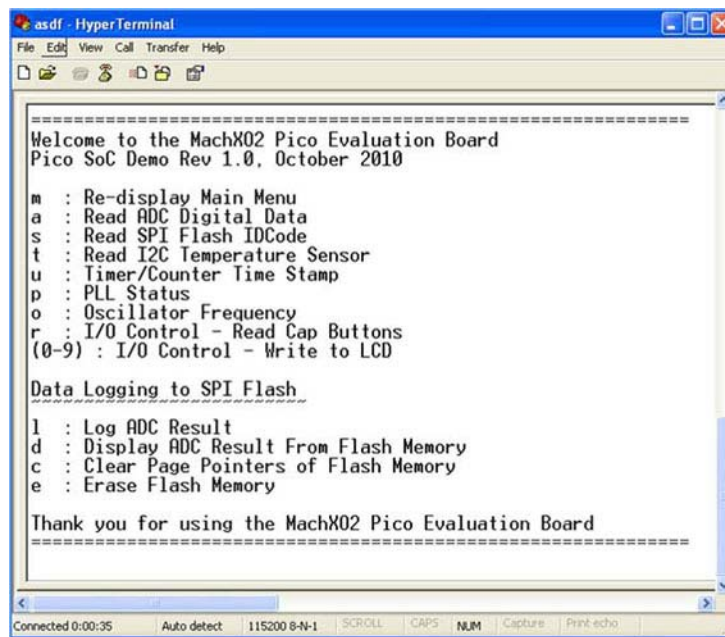 asdf - HyperTerminal
File Edit View Call Transfer Help
=============================================================
Welcome to the MachXO2 Pico Evaluation Board
Pico SoC Demo Rev 1.0, October 2010
m : Re-display Main Menu
a : Read ADC Digital Data
s : Read SPI Flash IDCode
t : Read I2C Temperature Sensor
u : Timer/Counter Time Stamp
p : PLL Status
o : Oscillator Frequency
r : I/O Control - Read Cap Buttons
(0-9) : I/O Control - Write to LCD
Data Logging to SPI Flash
~~~~~~~~~~~~~~~~~~~~~~~~~
l : Log ADC Result
d : Display ADC Result From Flash Memory
c : Clear Page Pointers of Flash Memory
e : Erase Flash Memory
Thank you for using the MachXO2 Pico Evaluation Board
=============================================================
Connected 0:00:35 Auto detect 115200 8-N-1 SCROLL CAPS NUM Capture Print echo